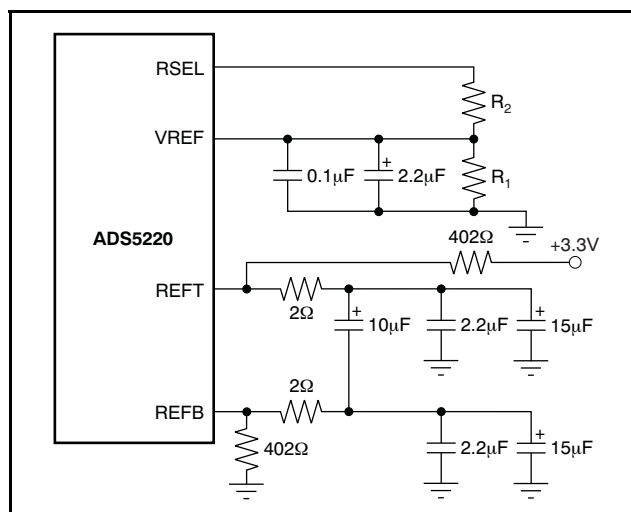 RSEL
R2
VREF
+
0.1µF
2.2µF
R1
ADS5220
402Ω
+3.3V
REFT
2Ω
+
10µF
2.2µF
+
15µF
2Ω
REFB
402Ω
2.2µF
+
15µF